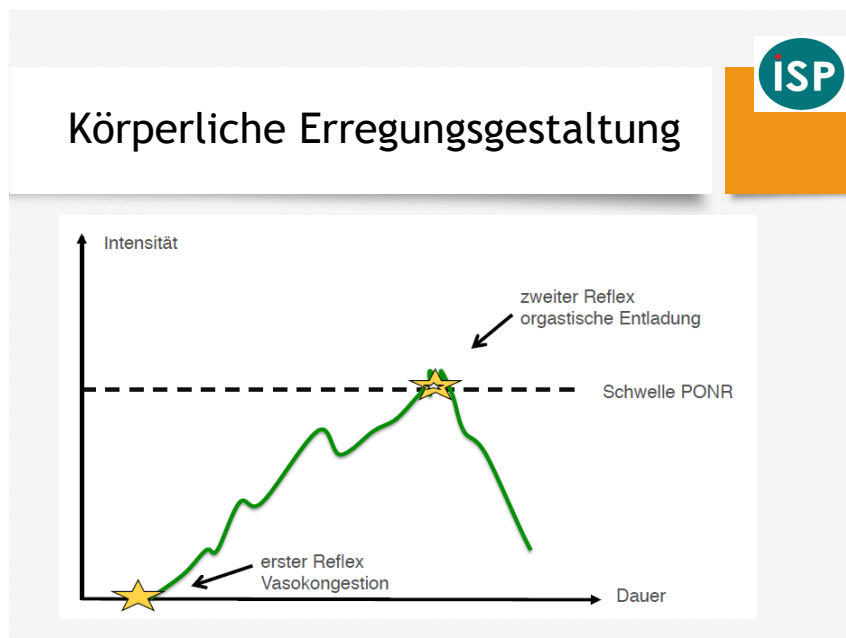 iSP
Körperliche Erregungsgestaltung
Intensität
zweiter Reflex
orgastische Entladung
Schwelle PONR
erster Reflex
Vasokongestion
Dauer